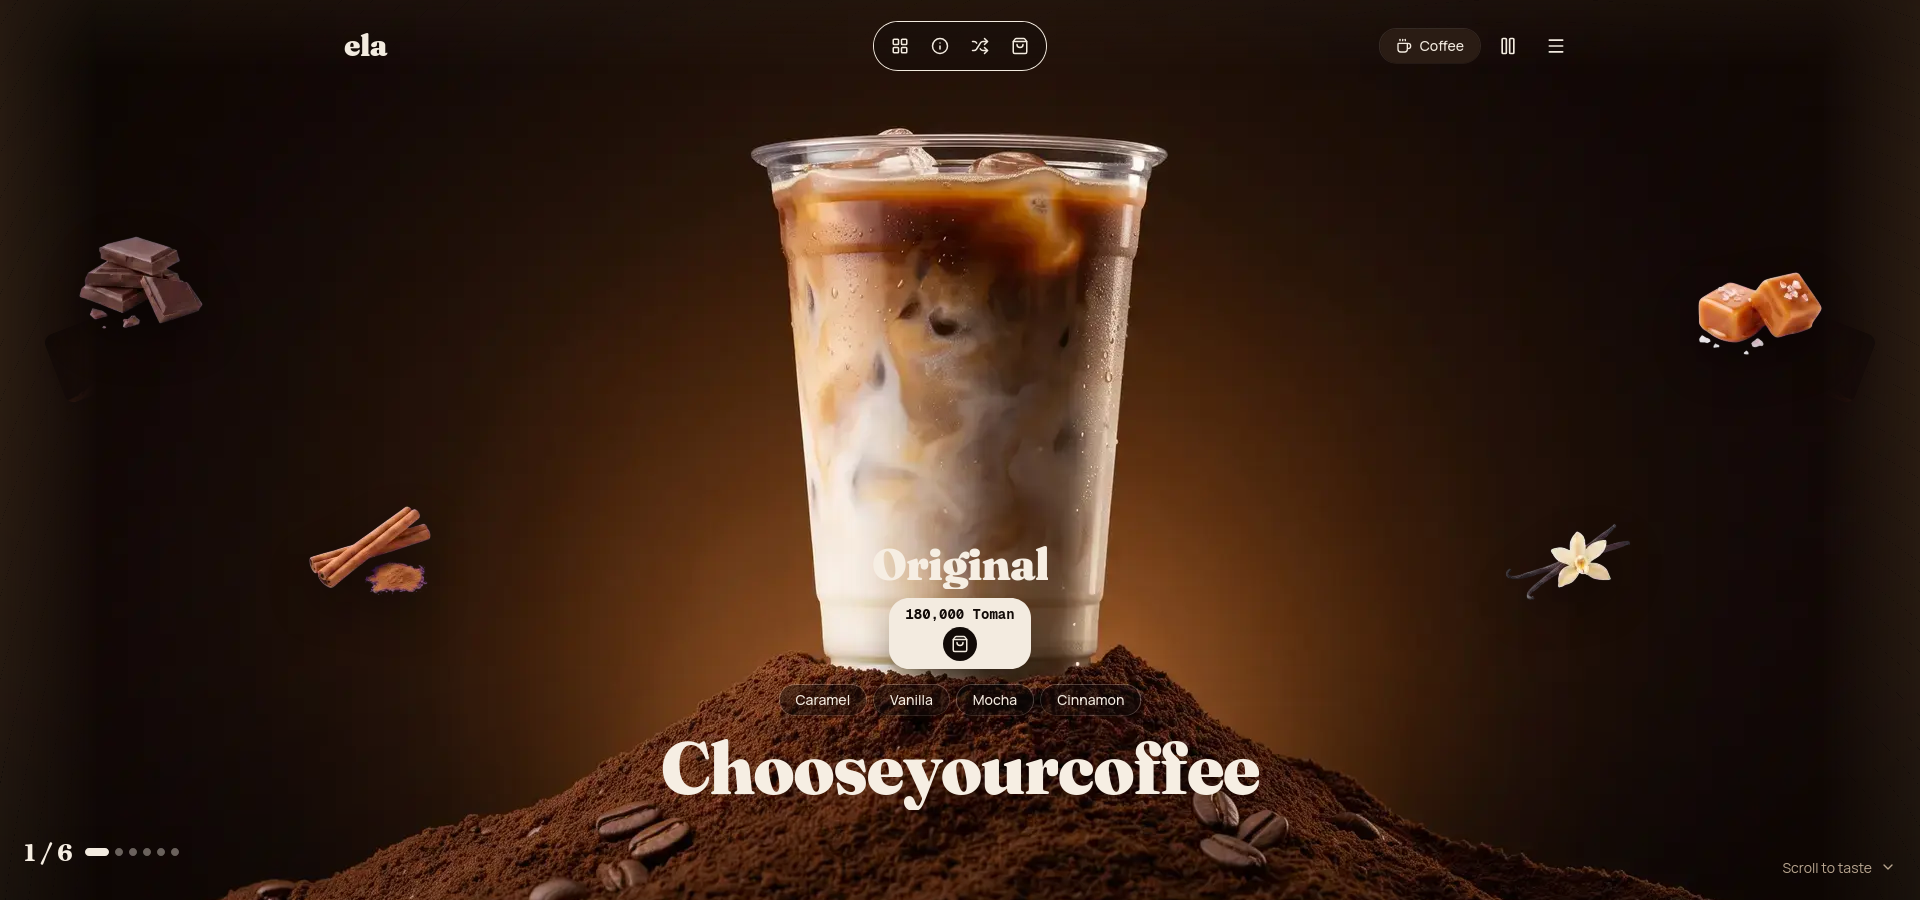 ela
Coffee
Original
180,000 Toman
Caramel
Vanilla
Mocha
Cinnamon
Chooseyourcoffee
1 / 6
Scroll to taste